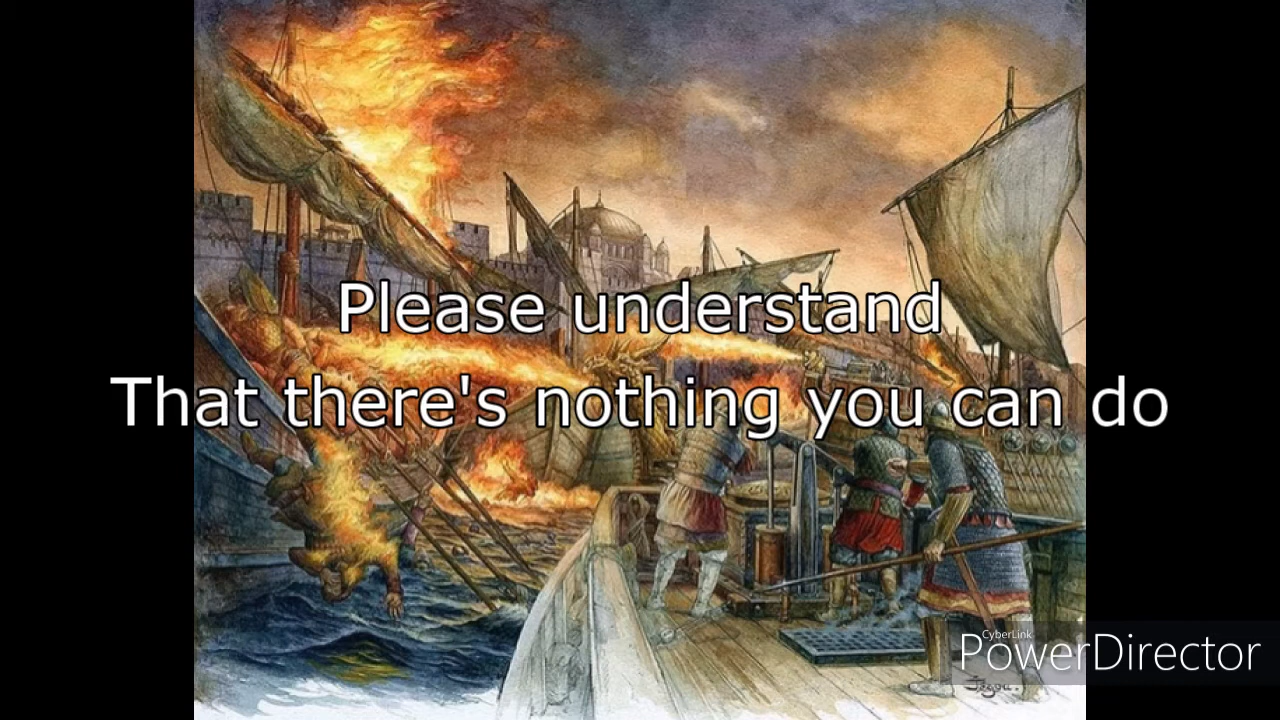 Please understand
That there's nothing you can do
CyberLink
PowerDirector